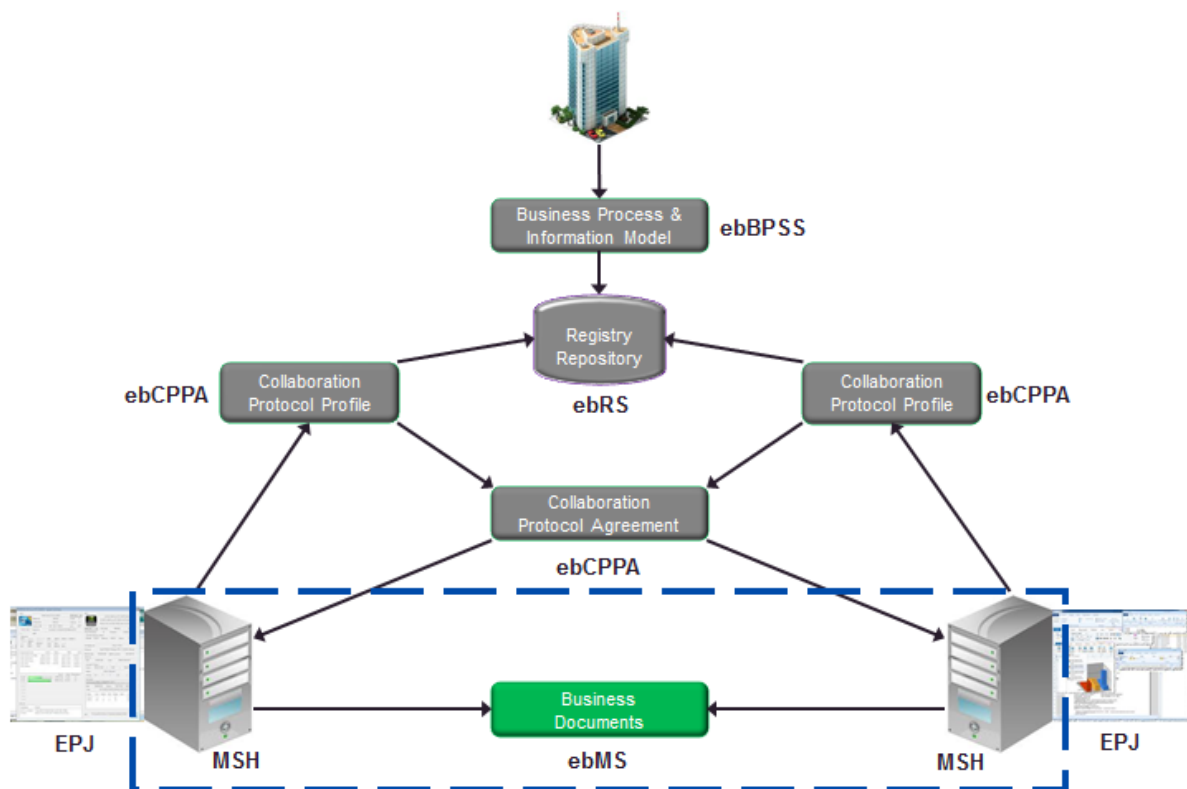 Business Process &
Information Model
ebBPSS
Registry
Repository
ebRS
ebCPPA
Collaboration
Protocol Profile
Collaboration
Protocol Profile
ebCPPA
Collaboration
Protocol Agreement
ebCPPA
Business
Documents
ebMS
EPJ
MSH
MSH
EPJ